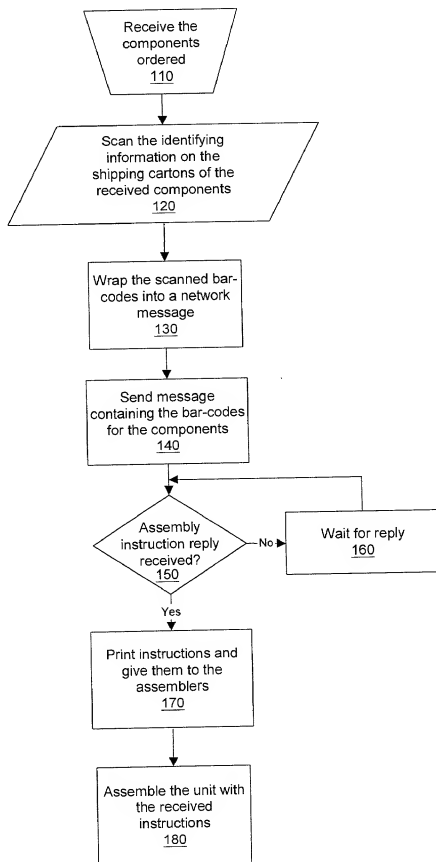 Receive the
components
ordered
110
Scan the identifying
information on the
shipping cartons of the
received components
120
Wrap the scanned bar-
codes into a network
message
130
Send message
containing the bar-codes
for the components
140
Assembly
instruction reply
received?
150
No
Wait for reply
160
Yes
Print instructions and
give them to the
assemblers
170
Assemble the unit with
the received
instructions
180